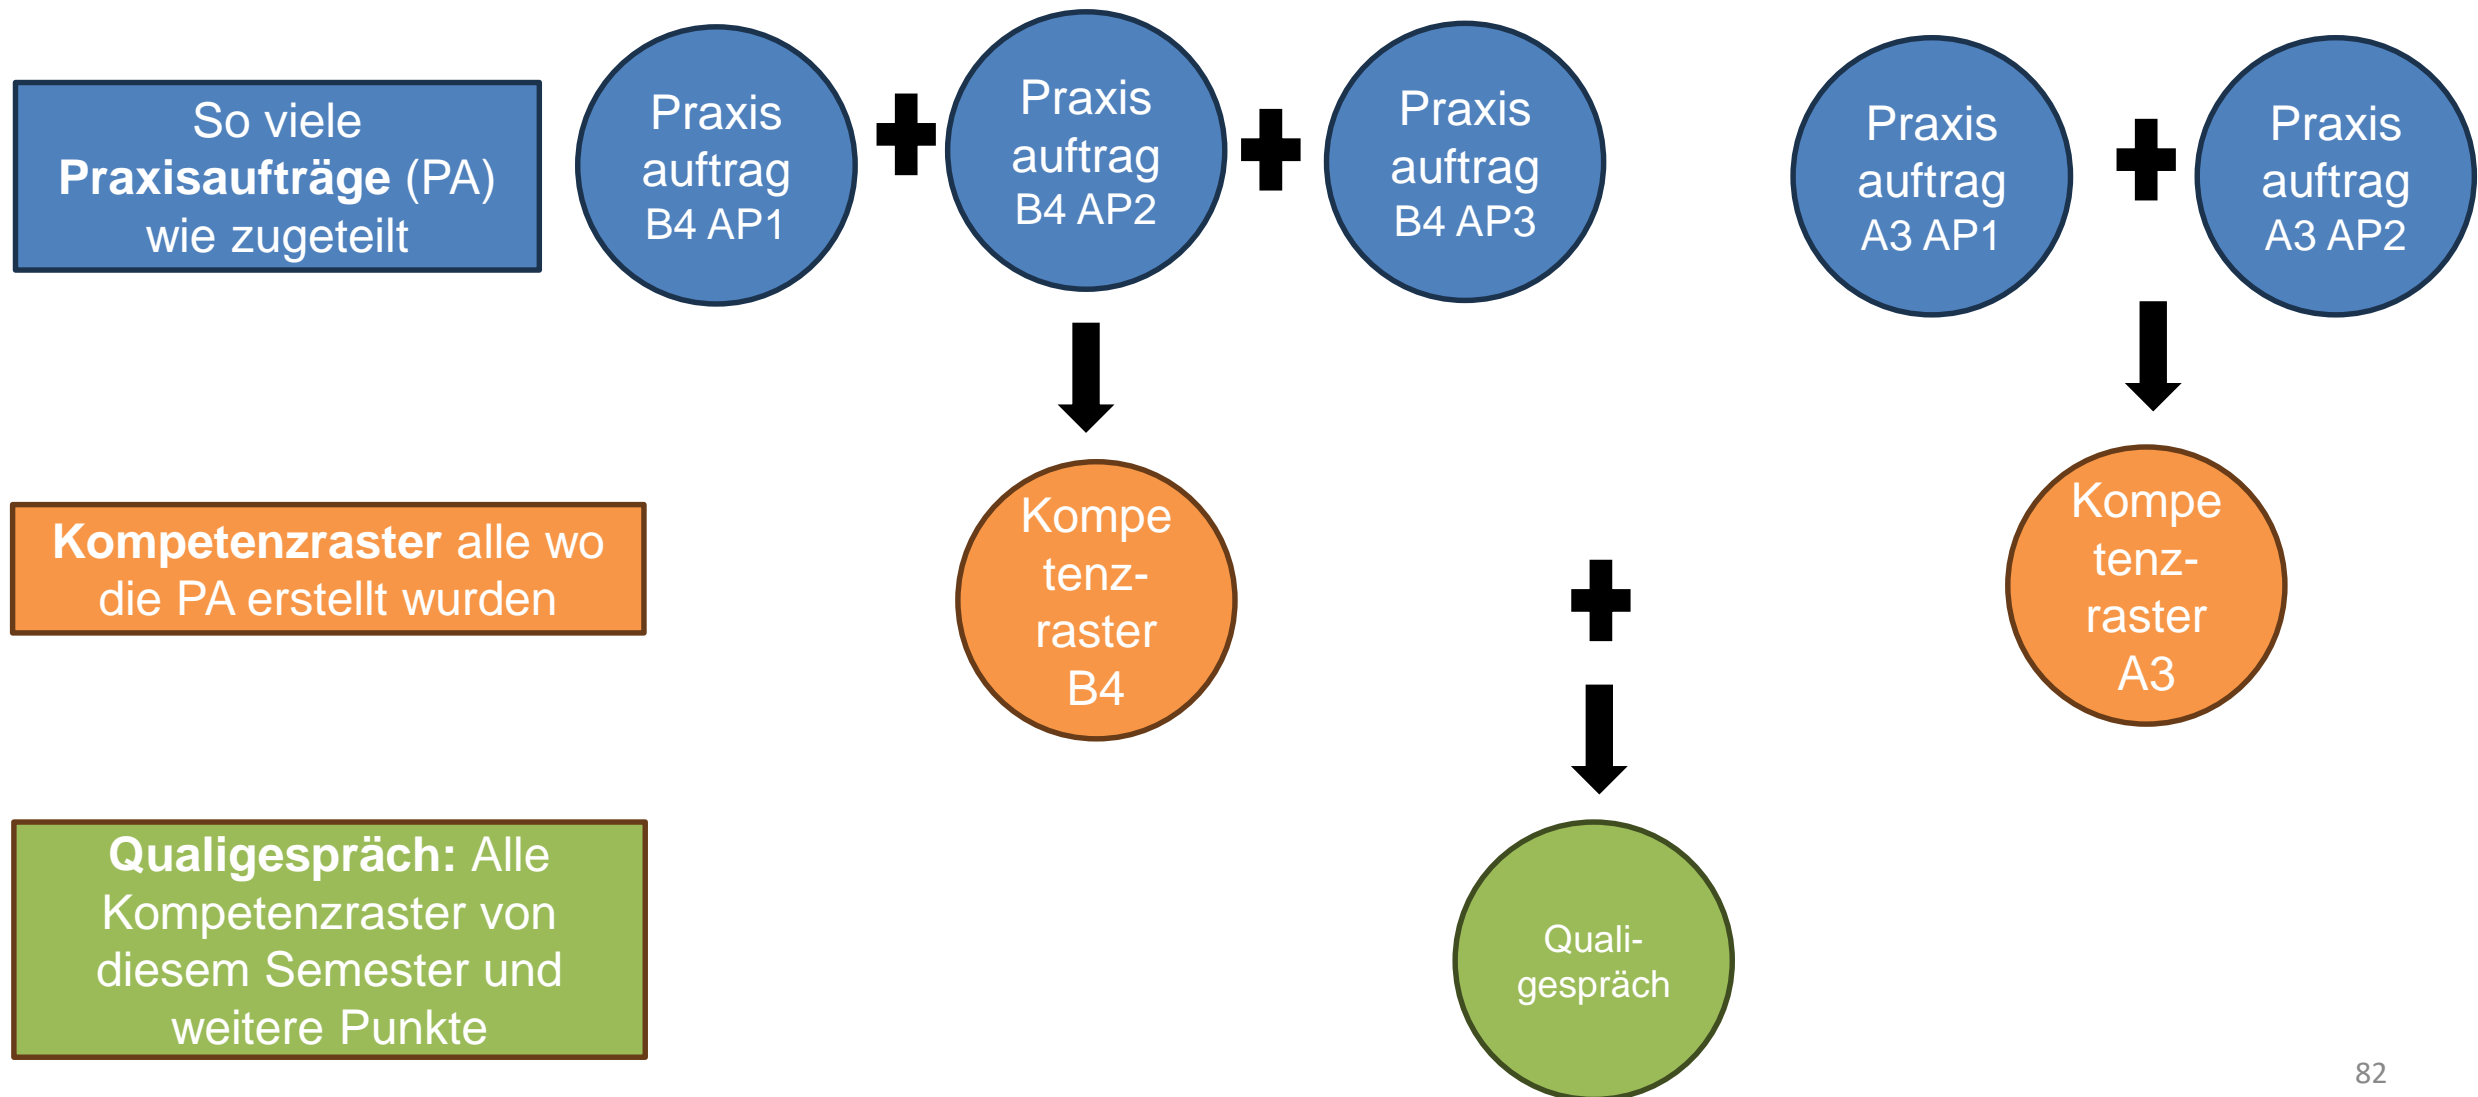 So viele
Praxisaufträge (PA)
wie zugeteilt
Praxis
auftrag
B4 AP1
Praxis
auftrag
B4 AP2
Praxis
auftrag
B4 AP3
Praxis
auftrag
A3 AP1
Praxis
auftrag
A3 AP2
Kompetenzraster alle wo
die PA erstellt wurden
Kompe
tenz-
raster
B4
Kompe
tenz-
raster
A3
Qualigespräch: Alle
Kompetenzraster von
diesem Semester und
weitere Punkte
Quali-
gespräch
82